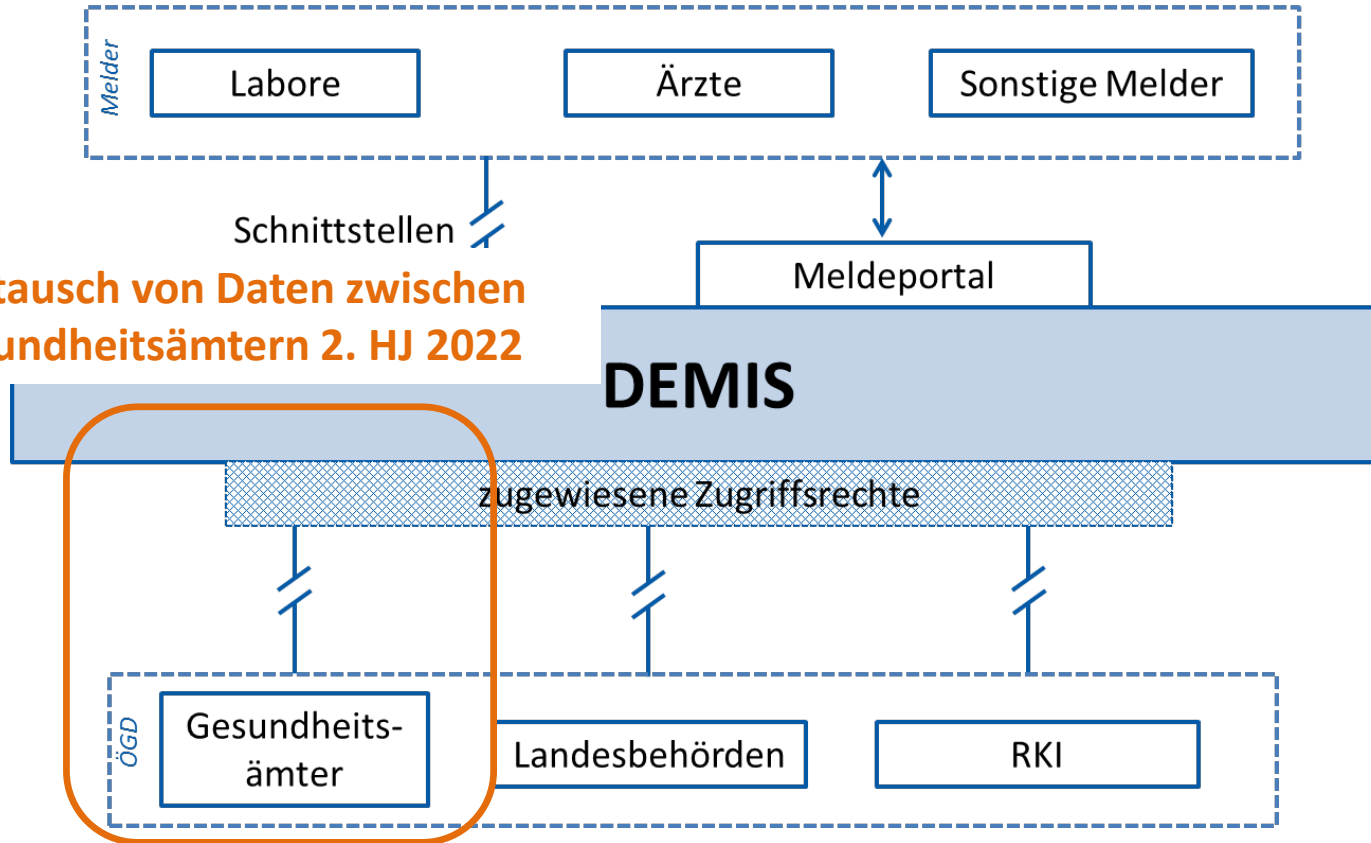 Melder
Labore
Ärzte
Sonstige Melder
Schnittstellen
tausch von Daten zwischen
undheitsämtern 2. HJ 2022
Meldeportal
DEMIS
zugewiesene Zugriffsrechte
ÖGD
Gesundheits-
ämter
Landesbehörden
RKI